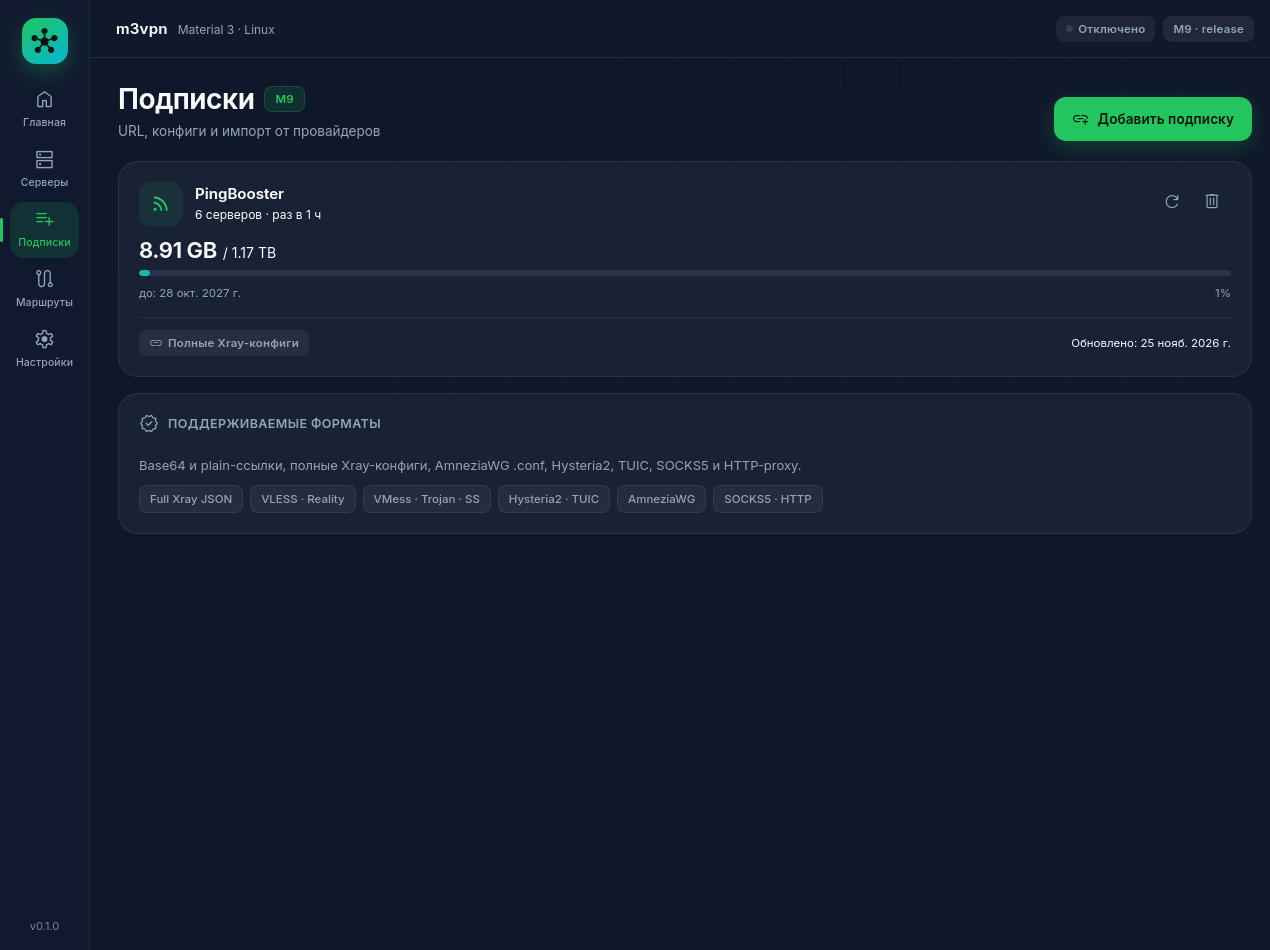 m3vpn Material 3 · Linux
Отключено
M9 · release
Главная
Серверы
Подписки
Маршруты
Настройки
v0.1.0
Подписки M9
URL, конфиги и импорт от провайдеров
Добавить подписку
PingBooster
6 серверов · раз в 1 ч
8.91 GB / 1.17 TB
до: 28 окт. 2027 г. 1%
Полные Xray-конфиги
Обновлено: 25 нояб. 2026 г.
ПОДДЕРЖИВАЕМЫЕ ФОРМАТЫ
Base64 и plain-ссылки, полные Xray-конфиги, AmneziaWG .conf, Hysteria2, TUIC, SOCKS5 и HTTP-proxy.
Full Xray JSON VLESS · Reality VMess · Trojan · SS Hysteria2 · TUIC AmneziaWG SOCKS5 · HTTP